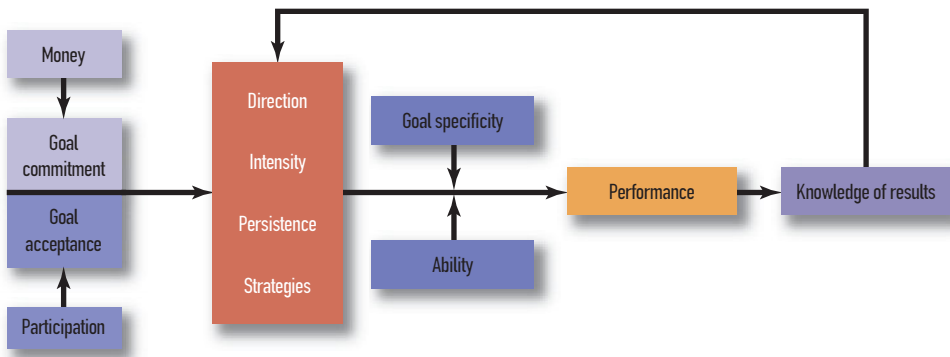 Money
Goal
commitment
Goal
acceptance
Participation
Direction
Intensity
Persistence
Strategies
Goal specificity
Ability
Performance
Knowledge of results